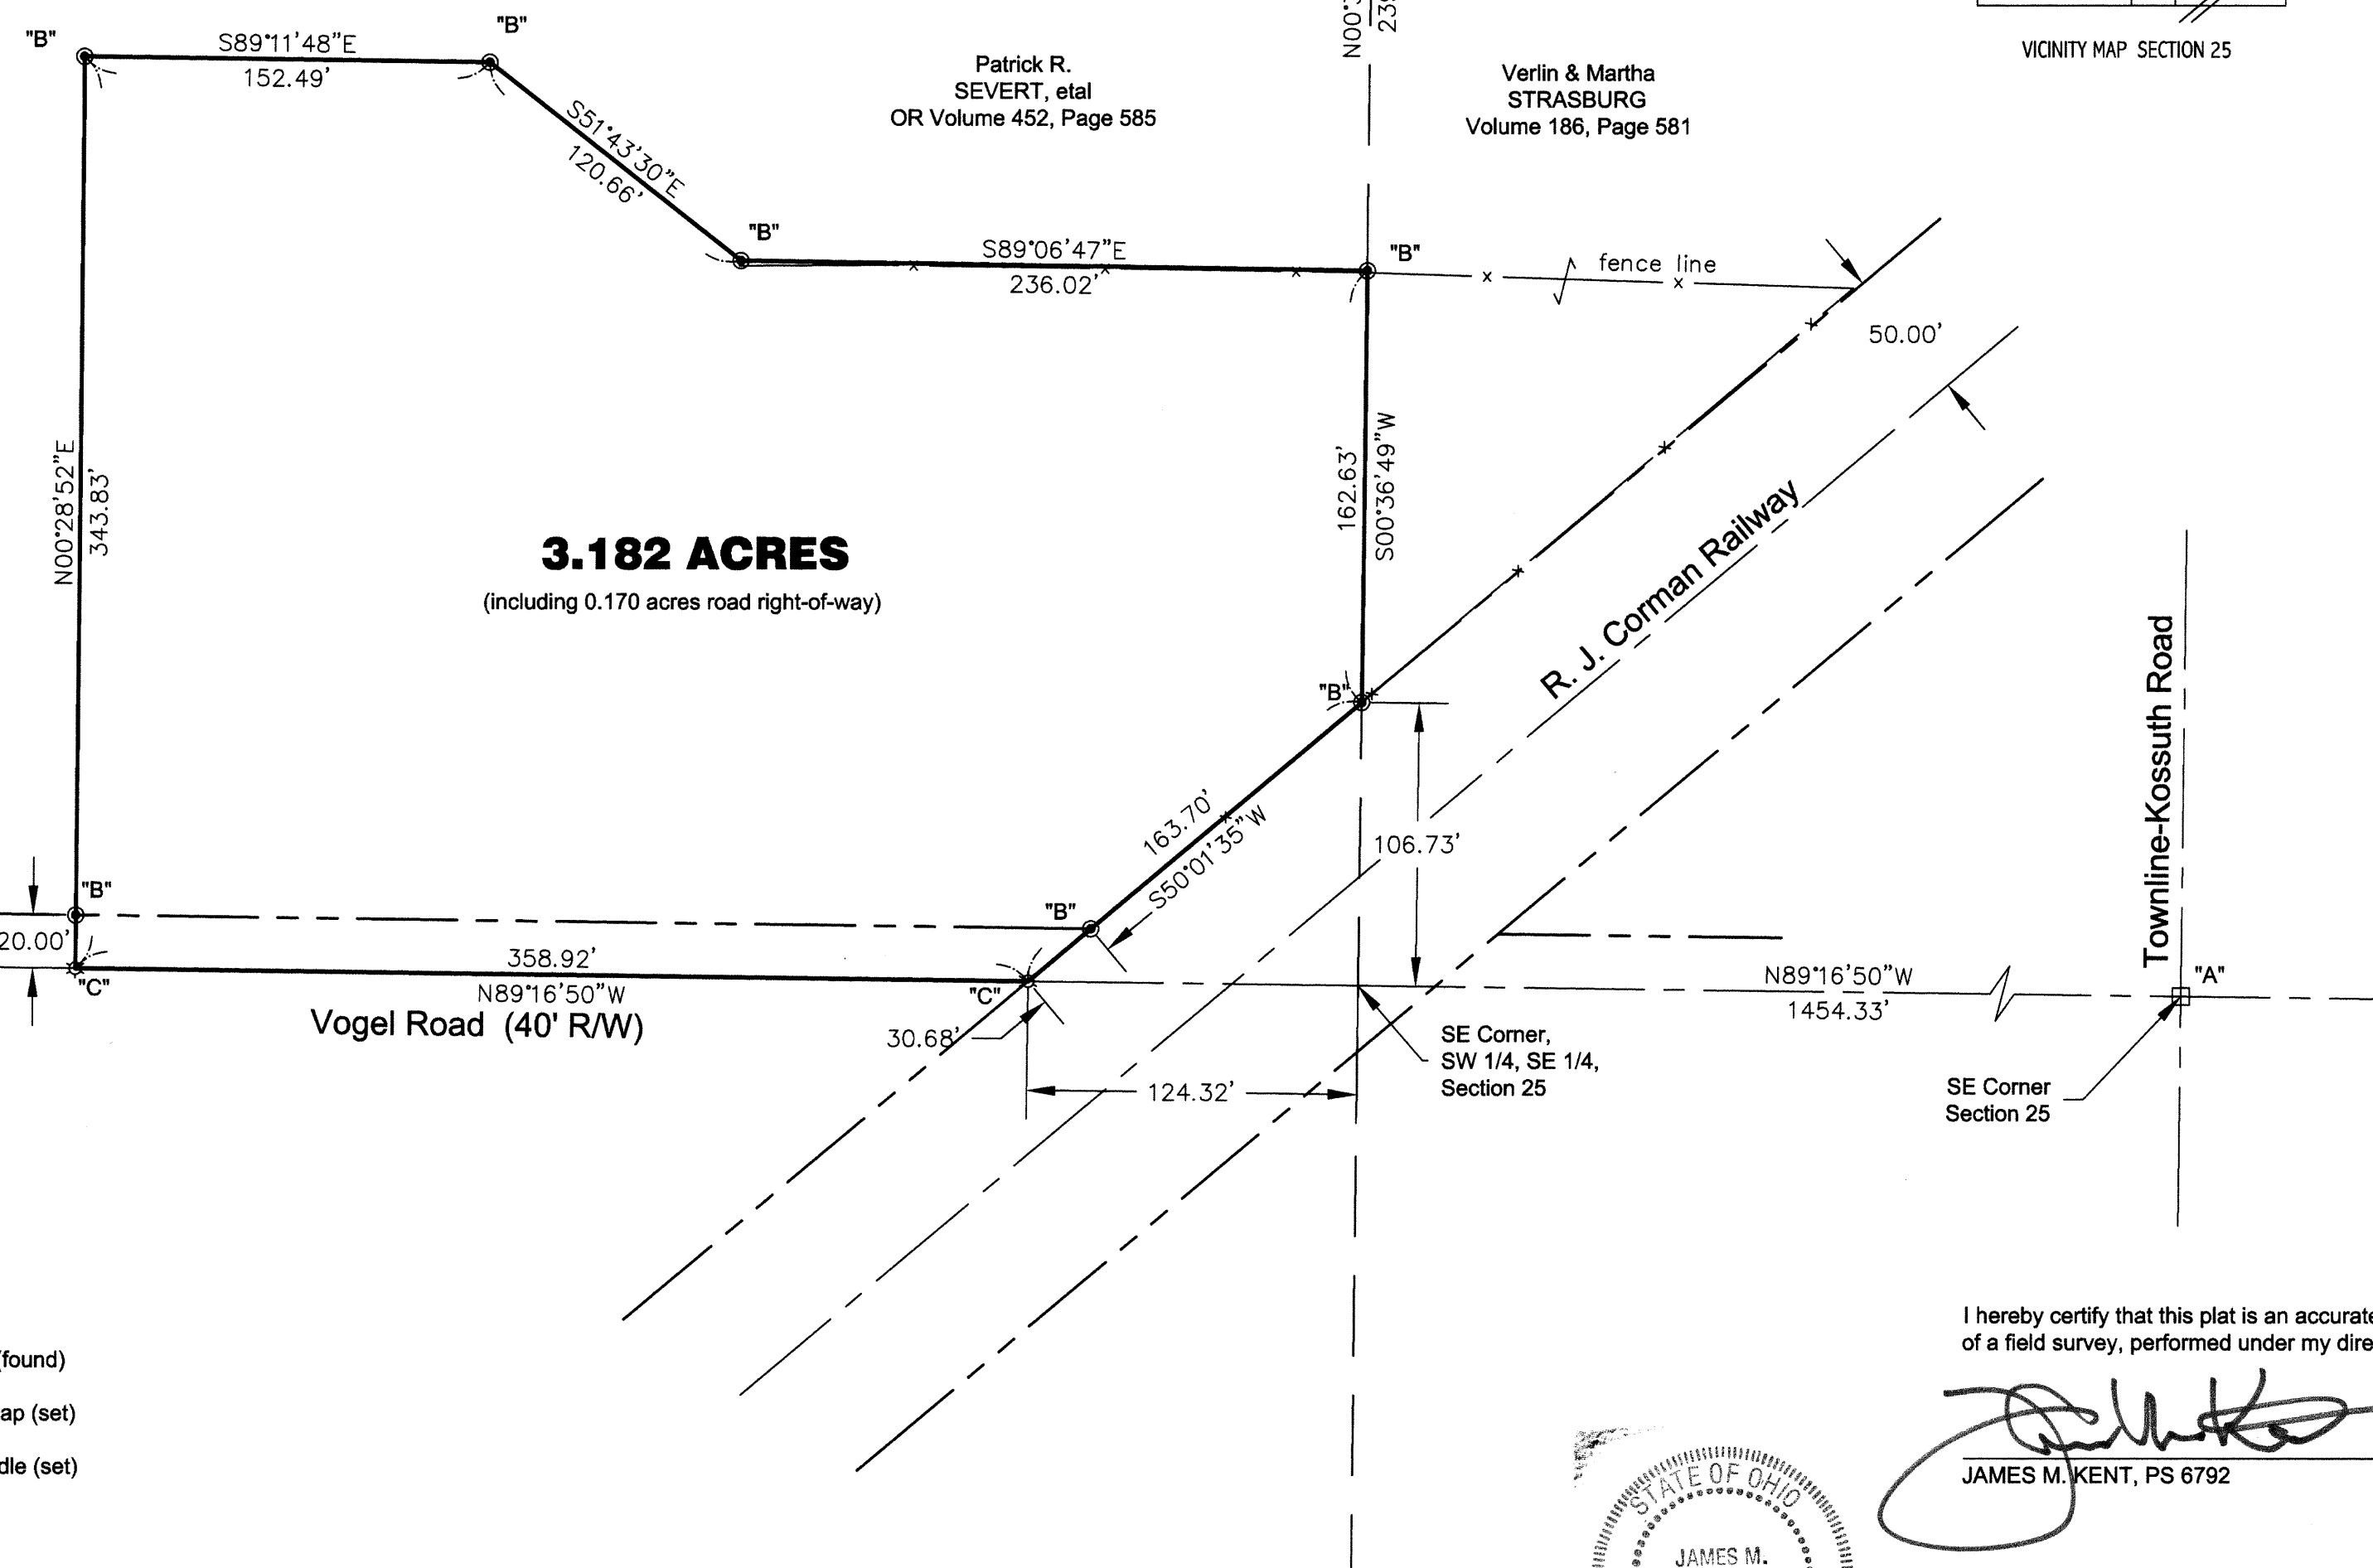 VICINITY MAP SECTION 25
"B"
S89°11'48"E
152.49'
"B"
Patrick R.
SEVERT, etal
OR Volume 452, Page 585
Verlin & Martha
STRASBURG
Volume 186, Page 581
S51°43'30"E
120.66'
"B"
S89°06'47"E
236.02'
"B"
fence line
50.00'
N00°28'52"E
343.83'
162.63'
S00°36'49"W
3.182 ACRES
(including 0.170 acres road right-of-way)
R. J. Corman Railway
Townline-Kossuth Road
"B"
163.70'
S50°01'35"W
106.73'
"B"
"B"
20.00'
358.92'
N89°16'50"W
"C"
"C"
Vogel Road (40' R/W)
30.68'
124.32'
N89°16'50"W
1454.33'
"A"
SE Corner,
SW 1/4, SE 1/4,
Section 25
SE Corner
Section 25
(found)
ap (set)
dle (set)
I hereby certify that this plat is an accurate
of a field survey, performed under my dire
JAMES M. KENT, PS 6792
STATE OF OHIO
JAMES M.